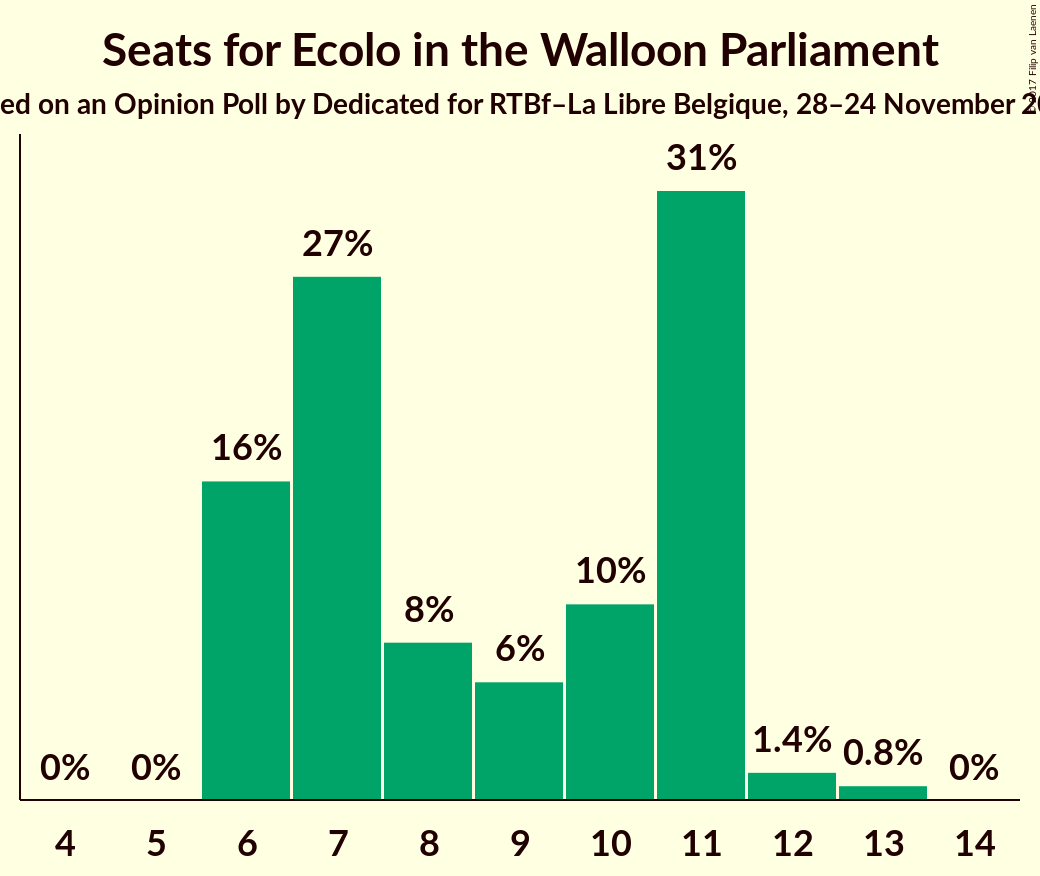 Seats for Ecolo in the Walloon Parliament
ed on an Opinion Poll by Dedicated for RTBf–La Libre Belgique, 28–24 November
31%
27%
16%
10%
8%
6%
1.4%
0.8%
0% 0% 0%
4 5 6 7 8 9 10 11 12 13 14
2017 Filip van Laenen